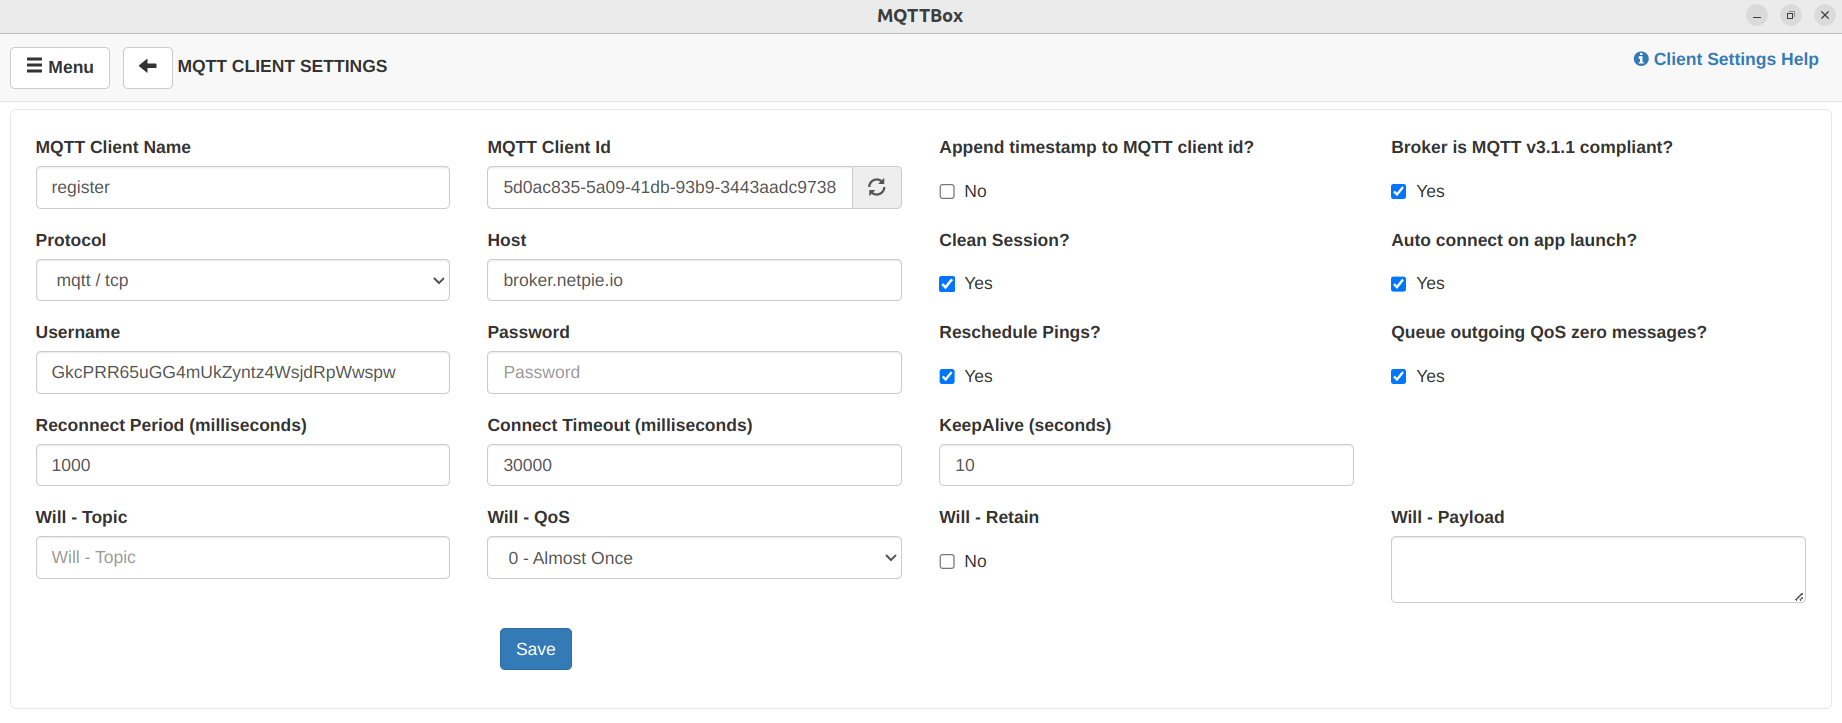 MQTTBox
Menu
MQTT CLIENT SETTINGS
Client Settings Help
MQTT Client Name
MQTT Client Id
Append timestamp to MQTT client id?
Broker is MQTT v3.1.1 compliant?
register
5d0ac835-5a09-41db-93b9-3443aadc9738
No
Yes
Protocol
Host
Clean Session?
Auto connect on app launch?
mqtt / tcp
broker.netpie.io
Yes
Yes
Username
Password
Reschedule Pings?
Queue outgoing QoS zero messages?
GkcPRR65uGG4mUkZyntz4WsjdRpWwspw
Password
Yes
Yes
Reconnect Period (milliseconds)
Connect Timeout (milliseconds)
KeepAlive (seconds)
1000
30000
10
Will - Topic
Will - QoS
Will - Retain
Will - Payload
Will - Topic
0 - Almost Once
No
Save